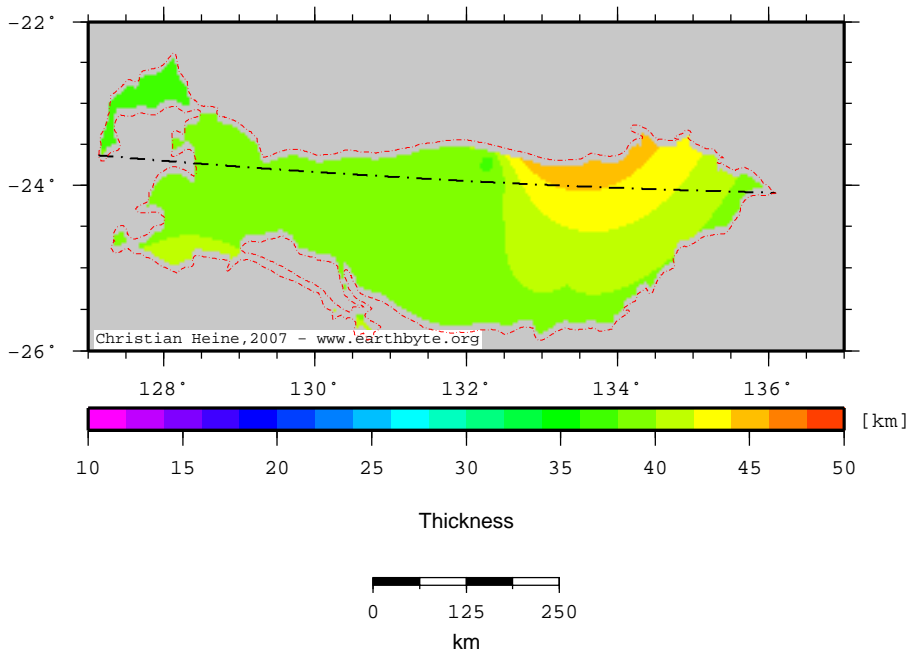 −22°
−24°
−26°
Christian Heine,2007 - www.earthbyte.org
128° 130° 132° 134° 136°
[km]
10 15 20 25 30 35 40 45 50
Thickness
0 125 250
km